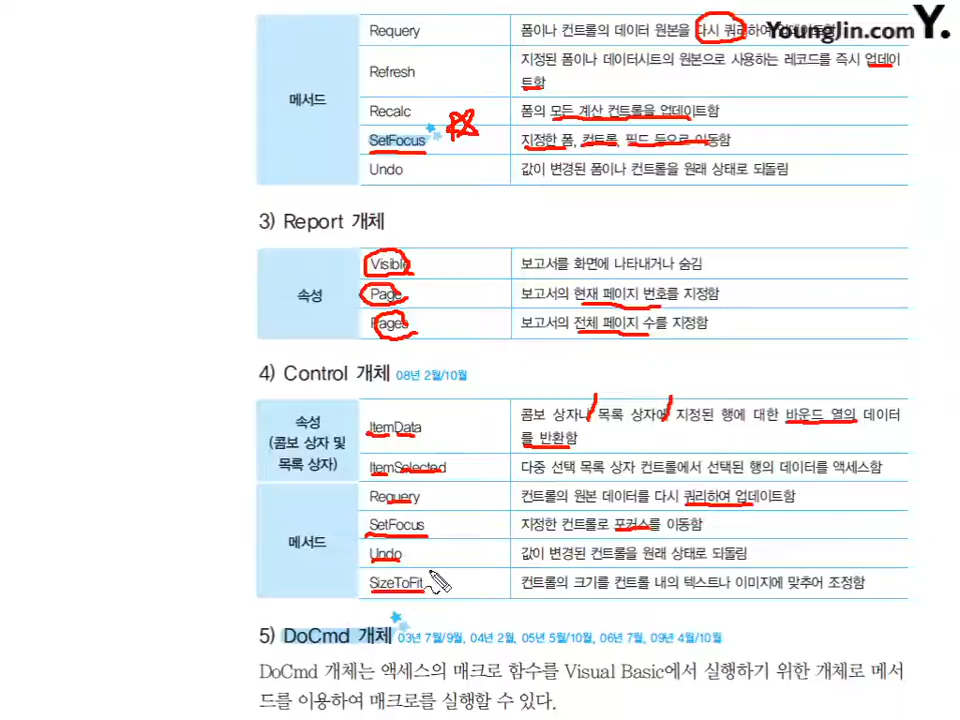 YoungJin.com Y.
Requery 폼이나 컨트롤의 데이터 원본을 다시 쿼리하여 업데이트함
메서드
Refresh 지정된 폼이나 데이터시트의 원본으로 사용하는 레코드를 즉시 업데이
트함
Recalc 폼의 모든 계산 컨트롤을 업데이트함
SetFocus 지정한 폼, 컨트롤, 필드 등으로 이동함
Undo 값이 변경된 폼이나 컨트롤을 원래 상태로 되돌림
3) Report 개체
속성
Visible 보고서를 화면에 나타내거나 숨김
Page 보고서의 현재 페이지 번호를 지정함
Pages 보고서의 전체 페이지 수를 지정함
4) Control 개체 08년 2월/10월
속성
(콤보 상자 및
목록 상자)
ItemData 콤보 상자나 목록 상자에 지정된 행에 대한 바운드 열의 데이터
를 반환함
ItemSelected 다중 선택 목록 상자 컨트롤에서 선택된 행의 데이터를 액세스함
메서드
Requery 컨트롤의 원본 데이터를 다시 쿼리하여 업데이트함
SetFocus 지정한 컨트롤로 포커스를 이동함
Undo 값이 변경된 컨트롤을 원래 상태로 되돌림
SizeToFit 컨트롤의 크기를 컨트롤 내의 텍스트나 이미지에 맞추어 조정함
5) DoCmd 개체 03년 7월/9월, 04년 2월, 05년 5월/10월, 06년 7월, 09년 4월/10월
DoCmd 개체는 액세스의 매크로 함수를 Visual Basic에서 실행하기 위한 개체로 메서
드를 이용하여 매크로를 실행할 수 있다.